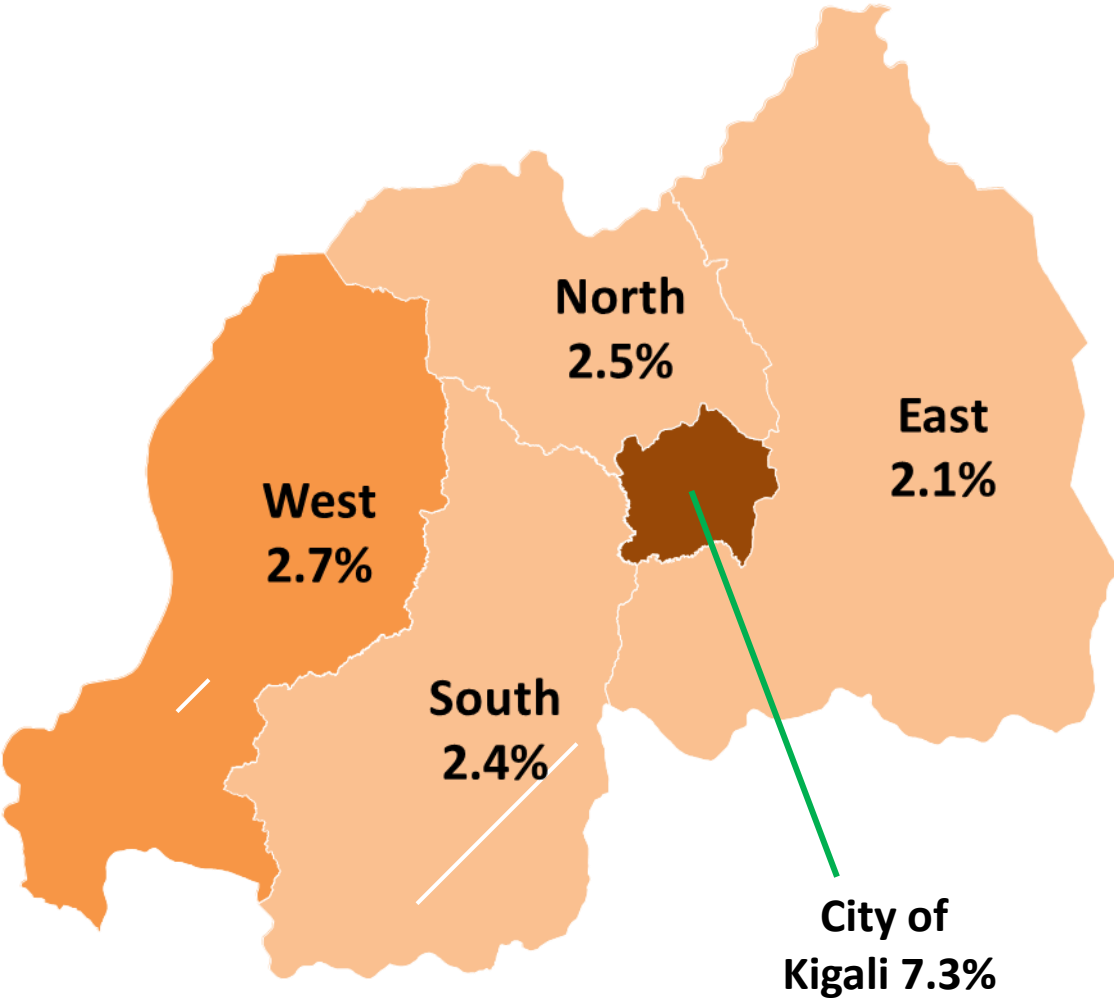 North
2.5%
East
2.1%
West
2.7%
South
2.4%
City of
Kigali 7.3%